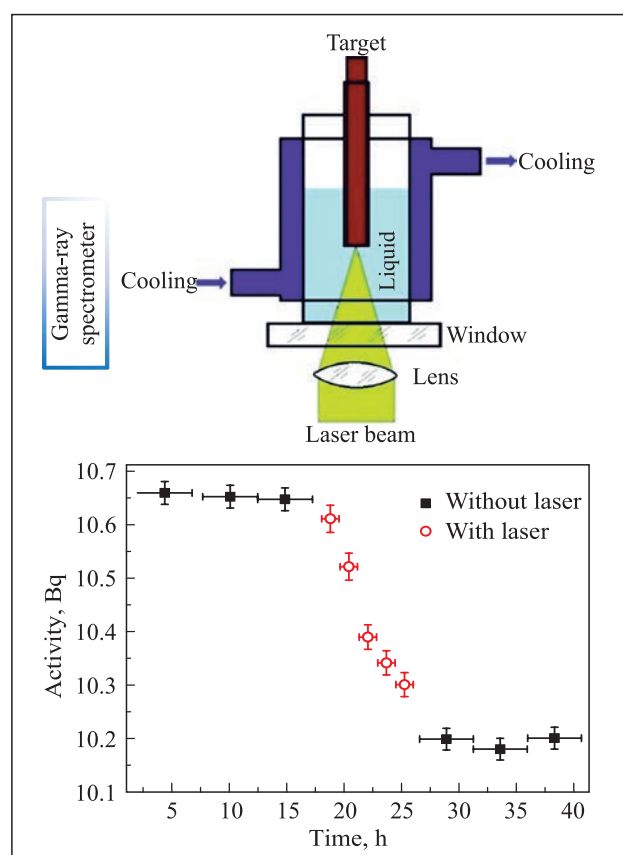 Target
Cooling
Gamma-ray
spectrometer
Liquid
Cooling
Window
Lens
Laser beam
10.7
10.6
10.5
10.4
10.3
10.2
10.1
Activity, Bq
Without laser
With laser
5 10 15 20 25 30 35 40
Time, h